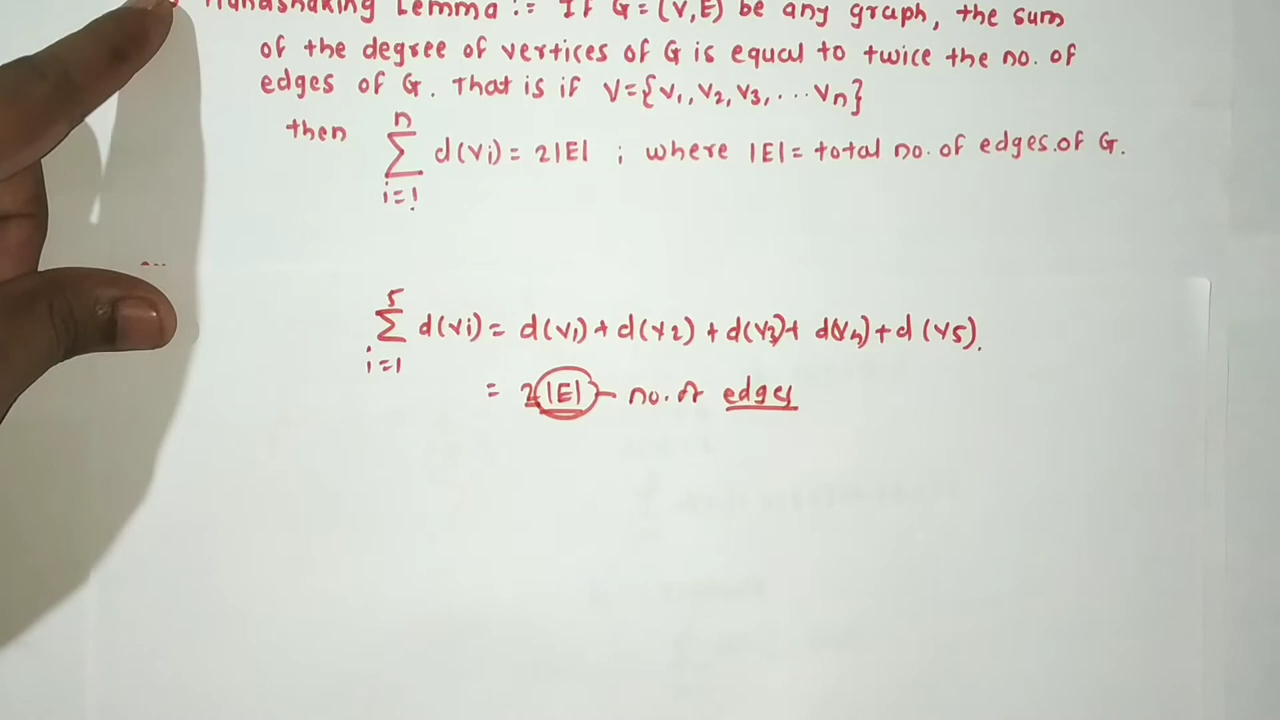 Handshaking Lemma := If G = (V,E) be any graph, the sum
of the degree of vertices of G is equal to twice the no. of
edges of G. That is if V={v1, v2, v3, ... vn}
then n∑i=1 d(vi) = 2|E| ; where |E| = total no. of edges.of G.
5∑i=1 d(vi) = d(v1) + d(v2) + d(v3)+ d(v4) + d(v5).
= 2|E| – no. of edges